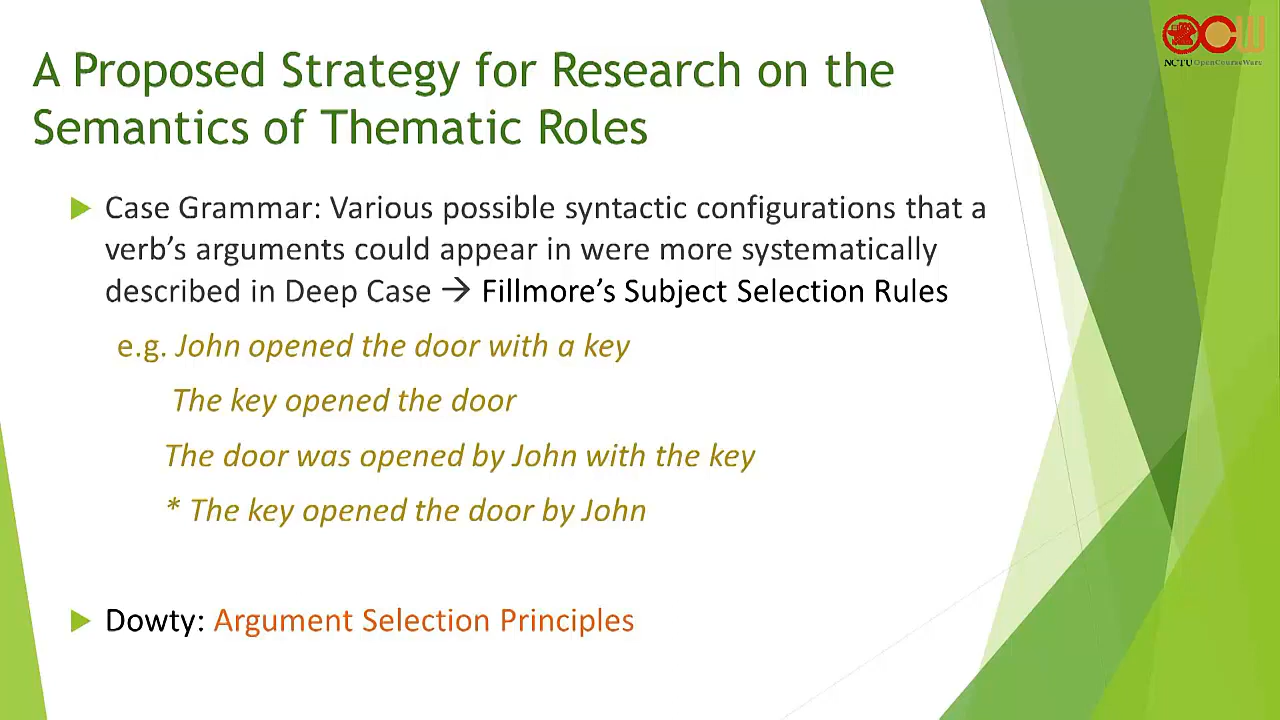 A Proposed Strategy for Research on the
Semantics of Thematic Roles
Case Grammar: Various possible syntactic configurations that a
verb’s arguments could appear in were more systematically
described in Deep Case → Fillmore’s Subject Selection Rules
e.g. John opened the door with a key
The key opened the door
The door was opened by John with the key
* The key opened the door by John
Dowty: Argument Selection Principles
OCW
NCTU OpenCourseWare